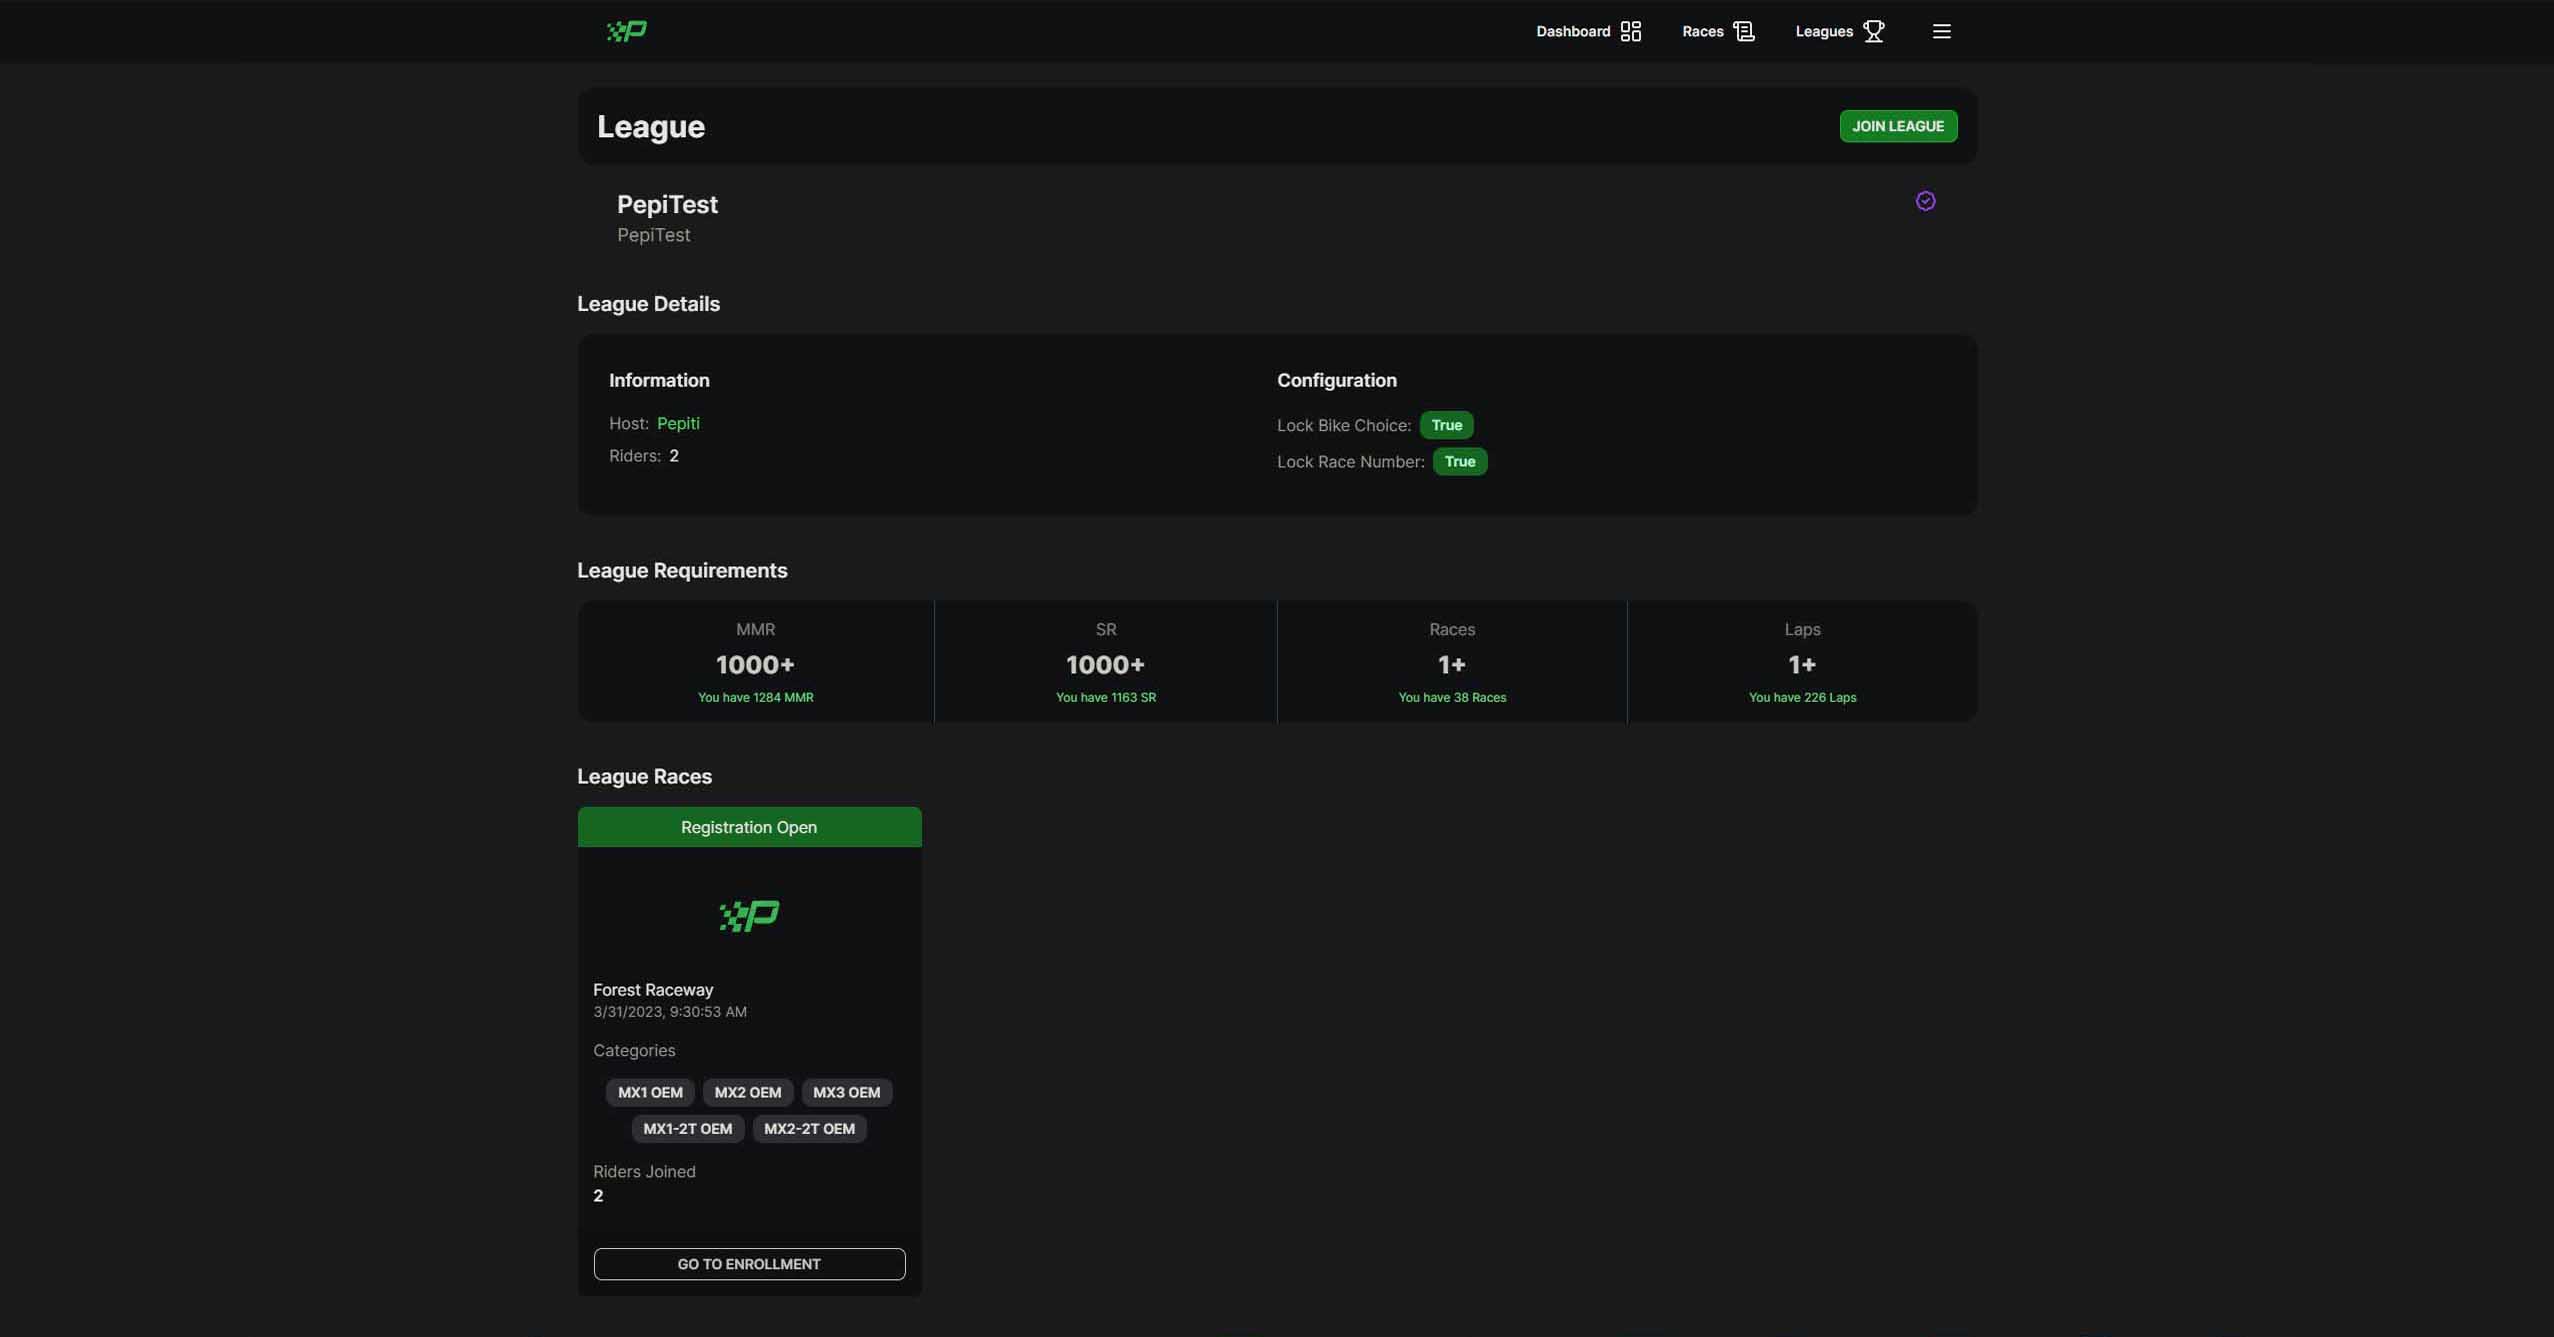 Dashboard Races Leagues
League JOIN LEAGUE
PepiTest
PepiTest
League Details
Information Configuration
Host: Pepiti Lock Bike Choice: True
Riders: 2 Lock Race Number: True
League Requirements
MMR SR Races Laps
1000+ 1000+ 1+ 1+
You have 1284 MMR You have 1163 SR You have 38 Races You have 226 Laps
League Races
Registration Open
P
Forest Raceway
3/31/2023, 9:30:53 AM
Categories
MX1 OEM MX2 OEM MX3 OEM
MX1-2T OEM MX2-2T OEM
Riders Joined
2
GO TO ENROLLMENT